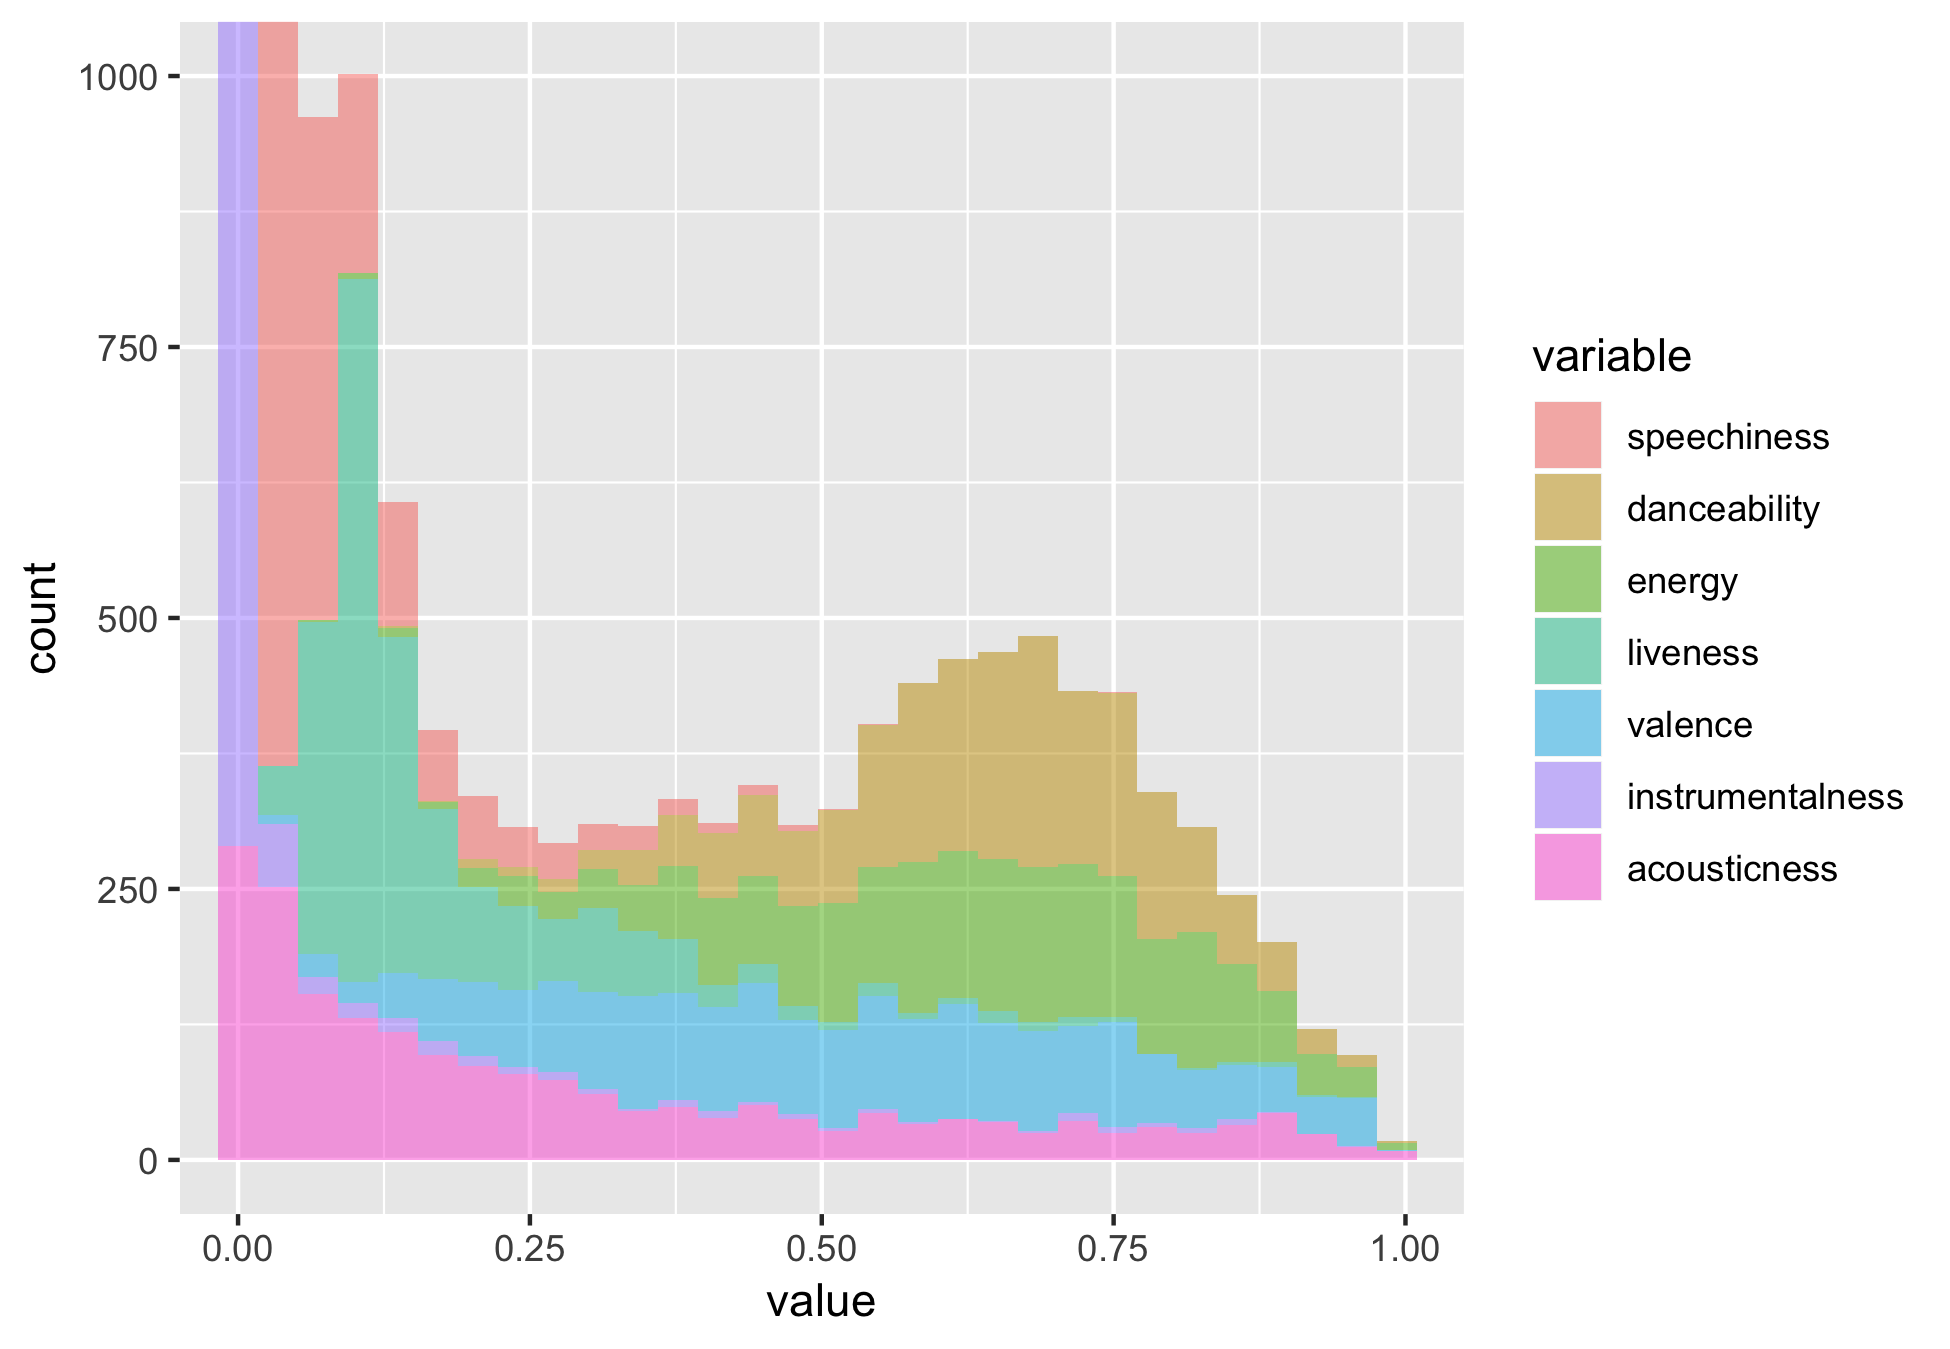 1000
750
500
250
0
count
0.00 0.25 0.50 0.75 1.00
value
variable
speechiness
danceability
energy
liveness
valence
instrumentalness
acousticness